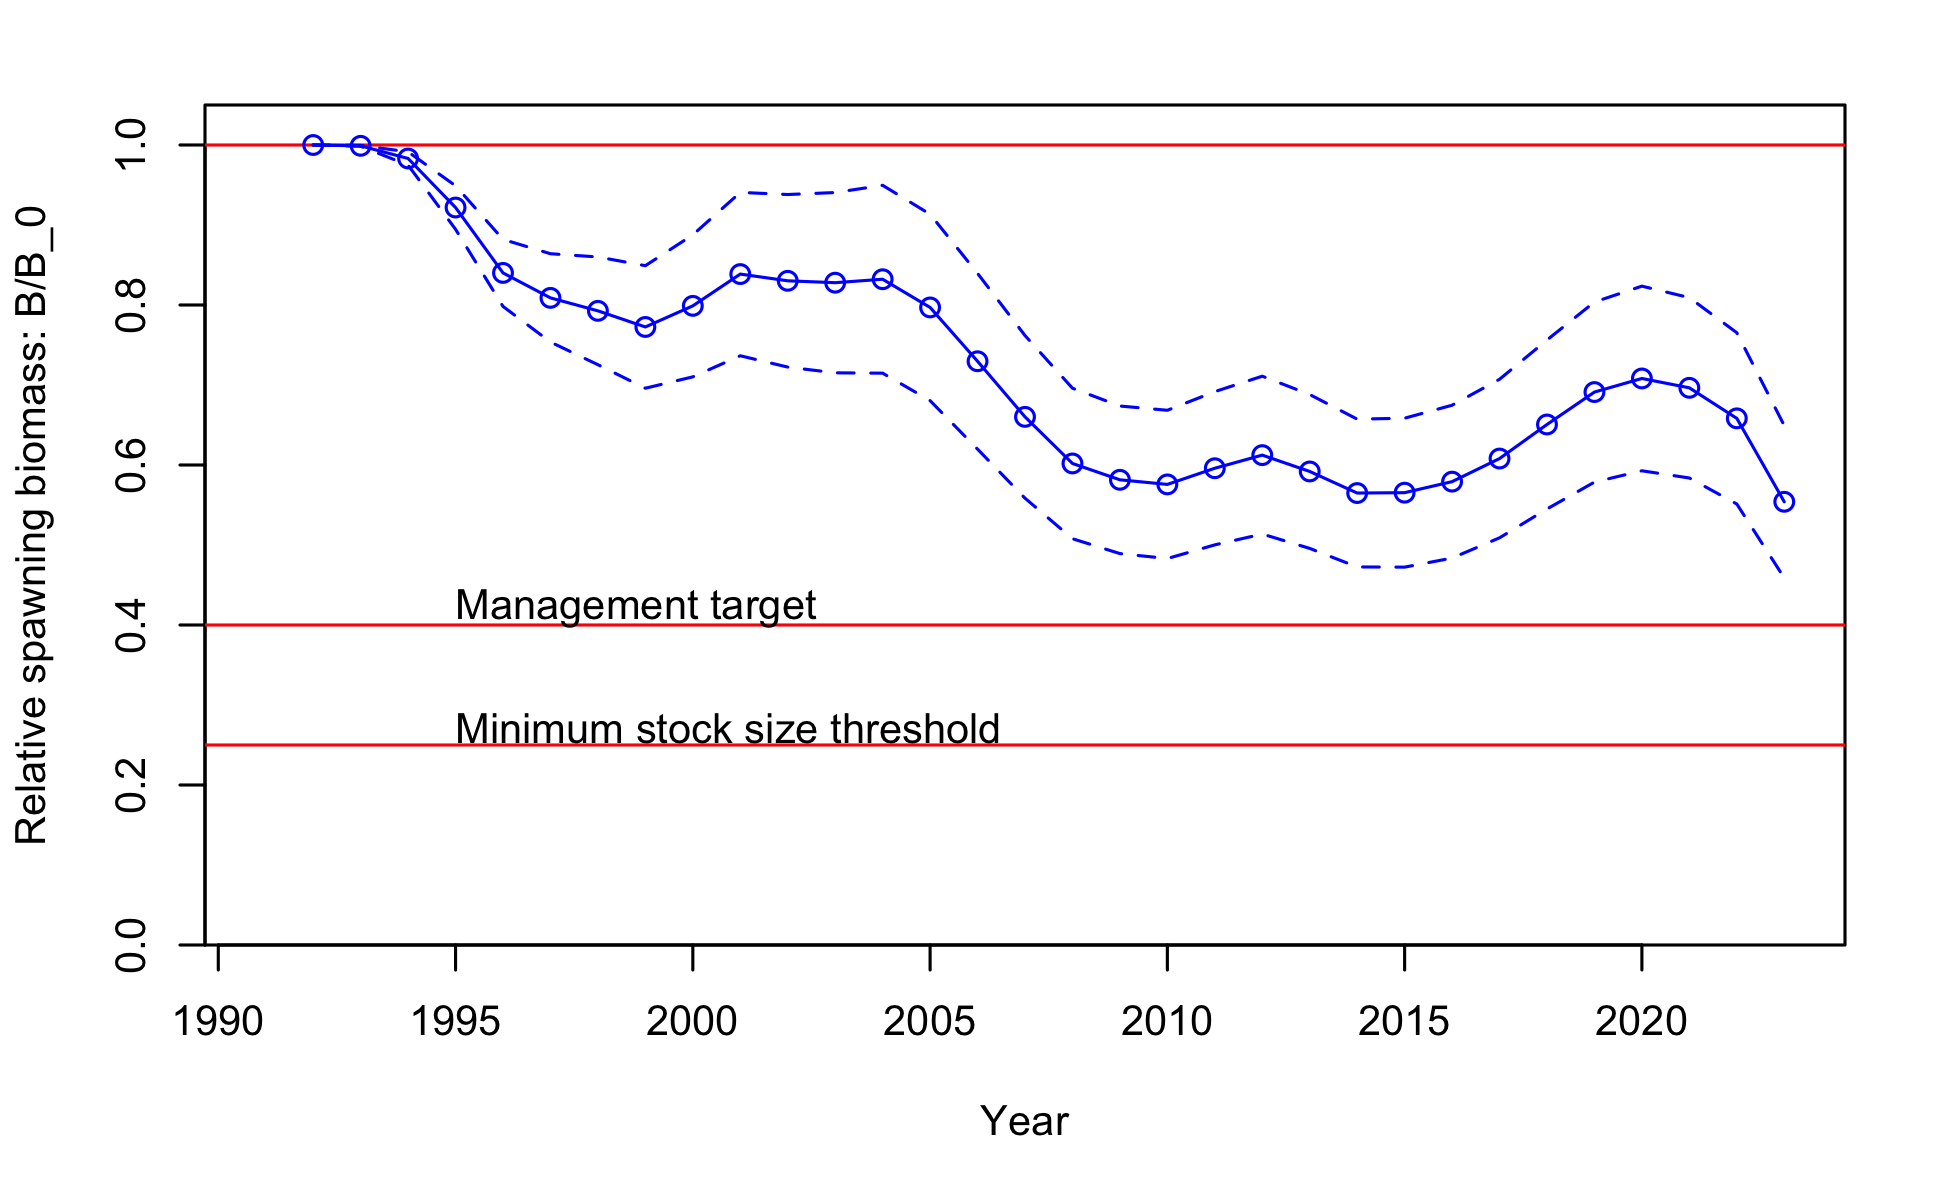 Relative spawning biomass: B/B_0
1.0
0.8
0.6
0.4
0.2
0.0
Management target
Minimum stock size threshold
1990 1995 2000 2005 2010 2015 2020
Year